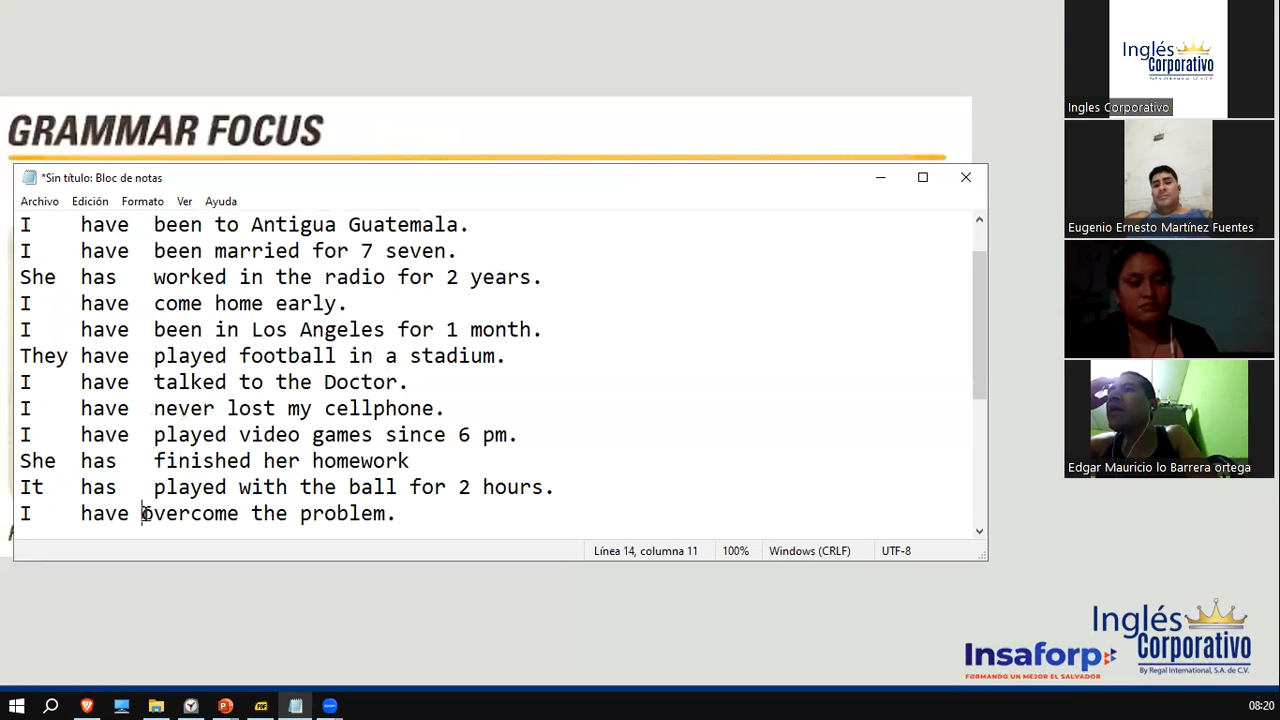 GRAMMAR FOCUS
*Sin título: Bloc de notas
Archivo Edición Formato Ver Ayuda
I have been to Antigua Guatemala.
I have been married for 7 seven.
She has worked in the radio for 2 years.
I have come home early.
I have been in Los Angeles for 1 month.
They have played football in a stadium.
I have talked to the Doctor.
I have never lost my cellphone.
I have played video games since 6 pm.
She has finished her homework
It has played with the ball for 2 hours.
I have overcome the problem.
Línea 14, columna 11 100% Windows (CRLF) UTF-8
Inglés
Corporativo
Ingles Corporativo
Eugenio Ernesto Martínez Fuentes
Edgar Mauricio lo Barrera ortega
Insaforp
FORMANDO UN MEJOR EL SALVADOR
Inglés
Corporativo
By Regal International, S.A. de C.V.
08:20